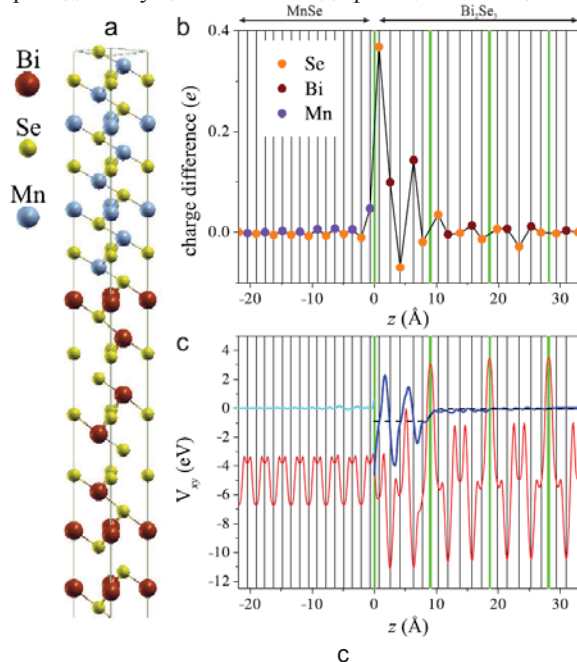 a
Bi
Se
Mn
MnSe
Bi₂Se₃
b
Se
Bi
Mn
charge difference (e)
0.4
0.2
0.0
-20 -10 0 10 20 30
z (Å)
c
V_xy (eV)
4
2
0
-2
-4
-6
-8
-10
-12
-20 -10 0 10 20 30
z (Å)
c